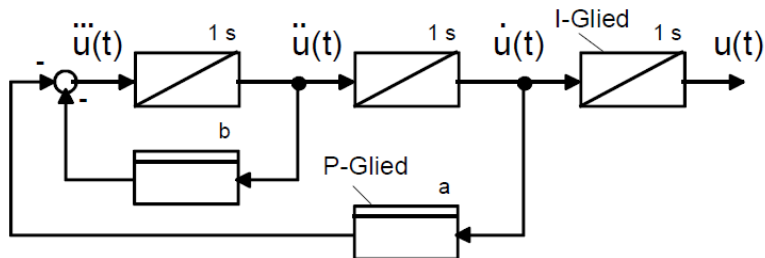 I-Glied
1 s
1 s
1 s
u⃛(t)
ü(t)
u̇(t)
u(t)
-
-
b
P-Glied
a